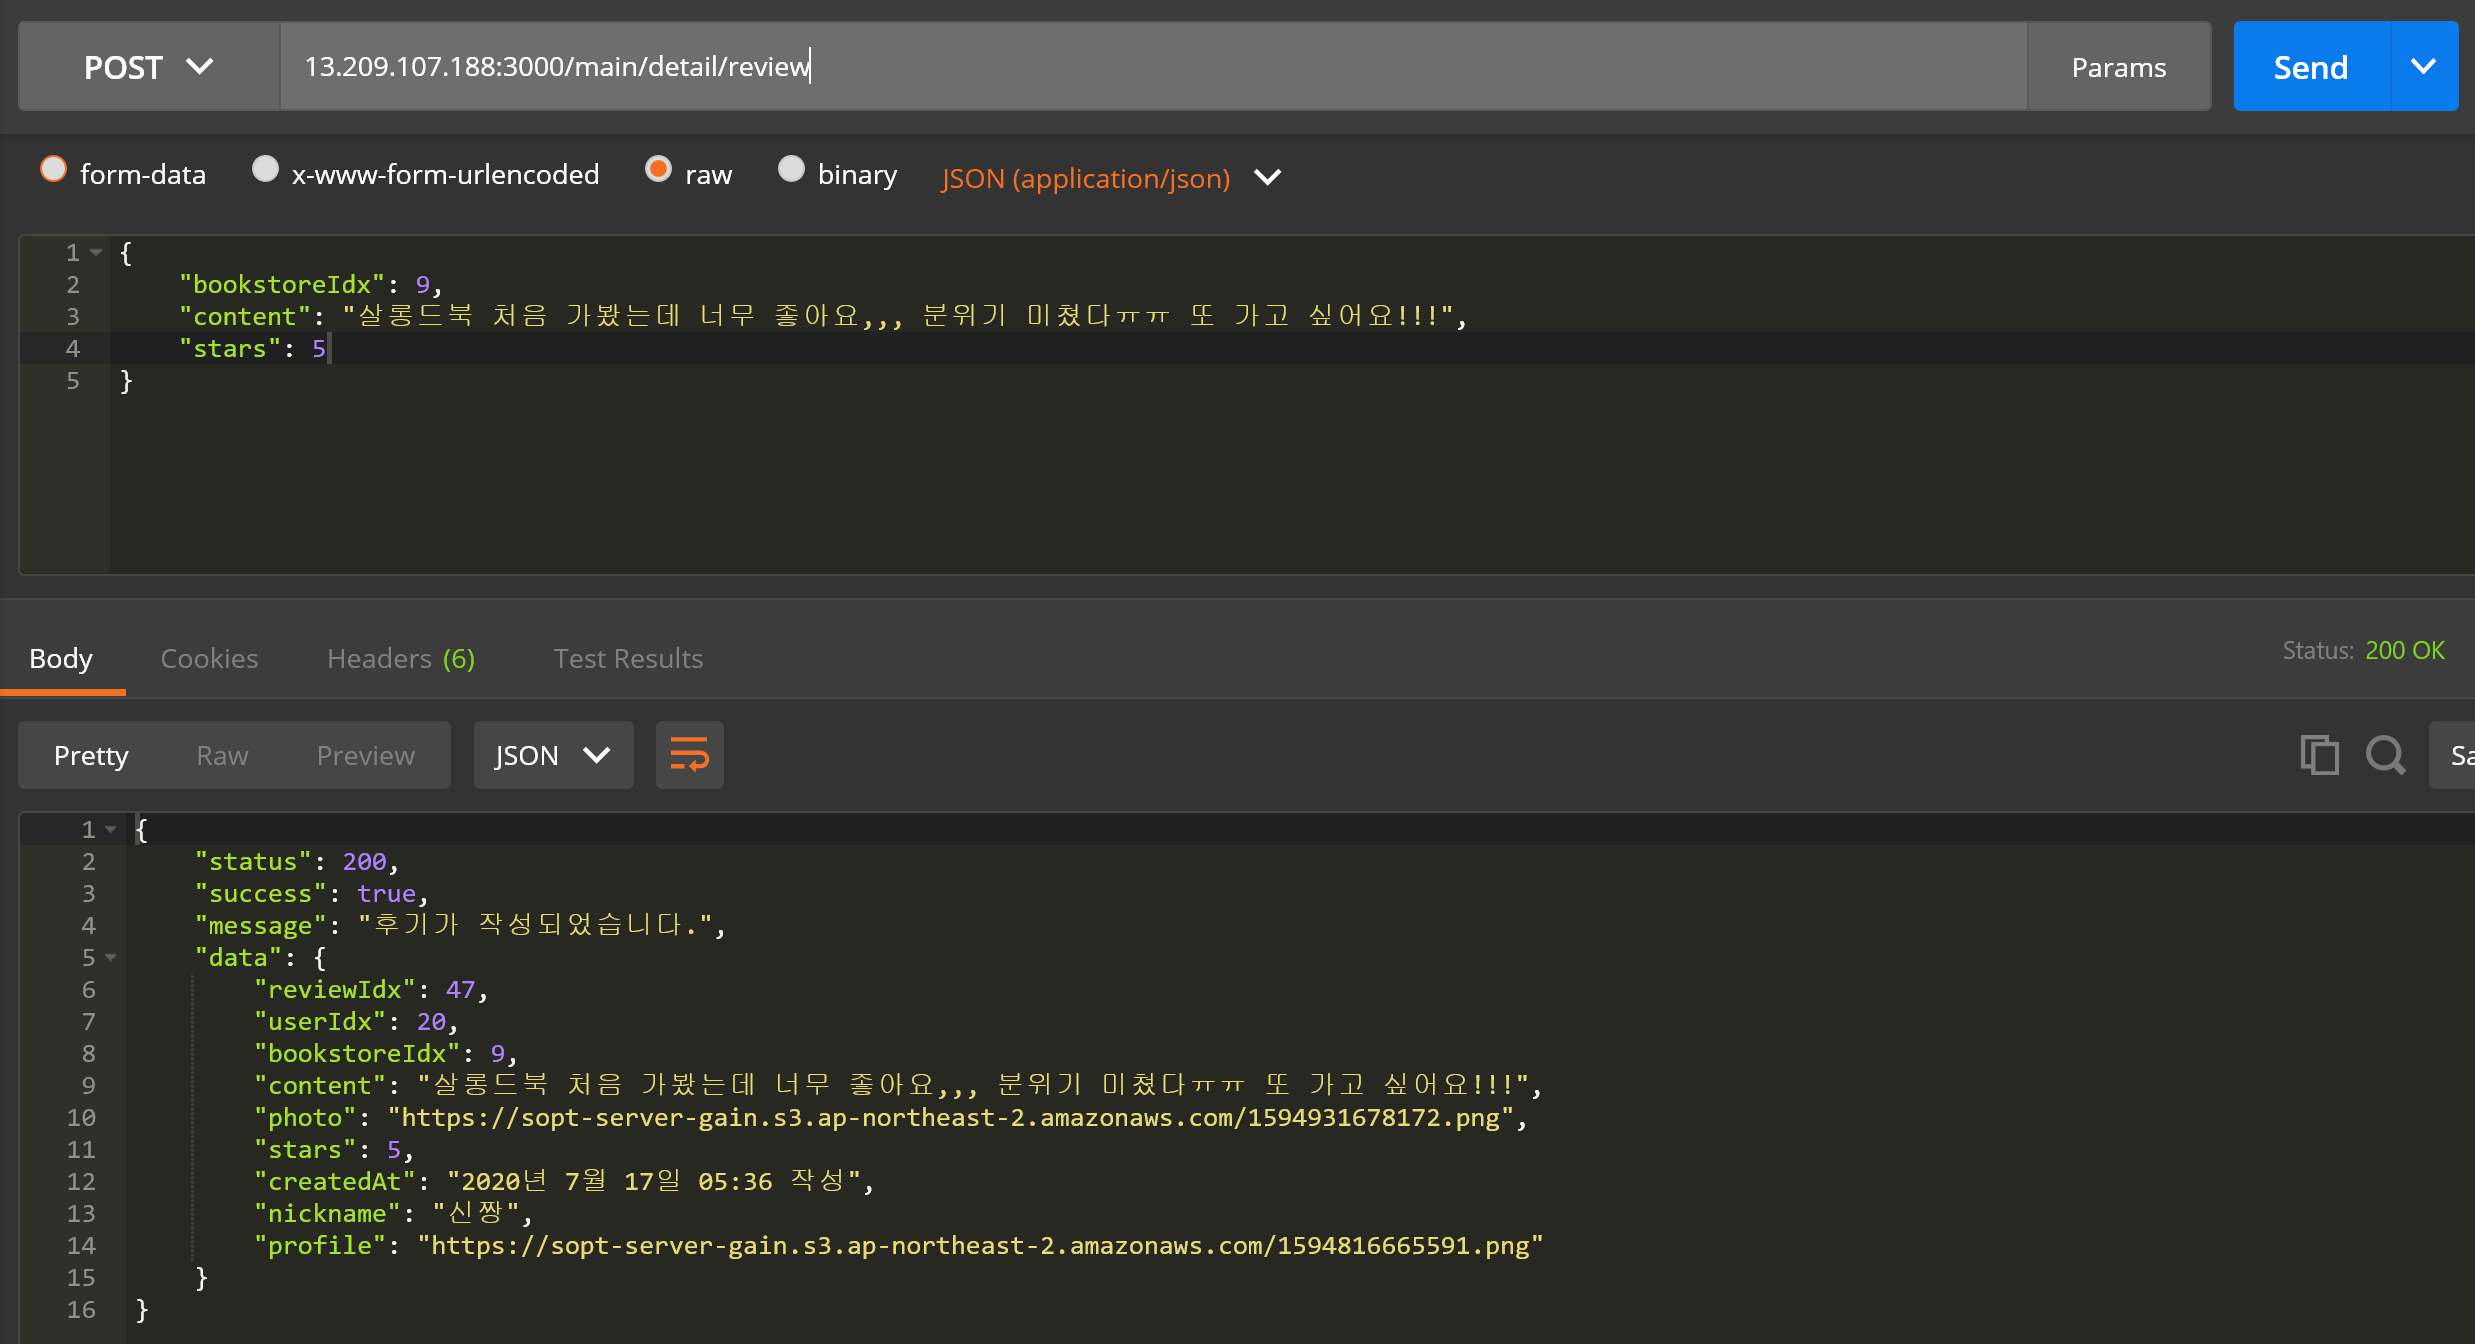 POST 13.209.107.188:3000/main/detail/review Params Send
form-data x-www-form-urlencoded raw binary JSON (application/json)
1 {
2 "bookstoreIdx": 9,
3 "content": "살롱드북 처음 가봤는데 너무 좋아요,,, 분위기 미쳤다ㅠㅠ 또 가고 싶어요!!!",
4 "stars": 5
5 }
Body Cookies Headers (6) Test Results Status: 200 OK
Pretty Raw Preview JSON Sa
1 {
2 "status": 200,
3 "success": true,
4 "message": "후기가 작성되었습니다.",
5 "data": {
6 "reviewIdx": 47,
7 "userIdx": 20,
8 "bookstoreIdx": 9,
9 "content": "살롱드북 처음 가봤는데 너무 좋아요,,, 분위기 미쳤다ㅠㅠ 또 가고 싶어요!!!",
10 "photo": "https://sopt-server-gain.s3.ap-northeast-2.amazonaws.com/1594931678172.png",
11 "stars": 5,
12 "createdAt": "2020년 7월 17일 05:36 작성",
13 "nickname": "신짱",
14 "profile": "https://sopt-server-gain.s3.ap-northeast-2.amazonaws.com/1594816665591.png"
15 }
16 }